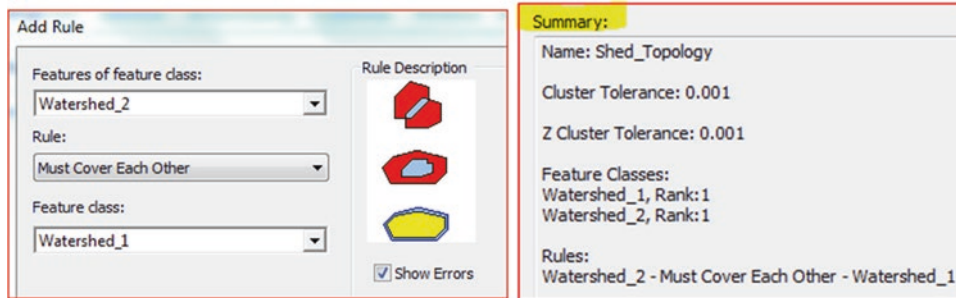 Add Rule
Features of feature class:
Watershed_2
Rule:
Must Cover Each Other
Feature class:
Watershed_1
Rule Description
Show Errors
Summary:
Name: Shed_Topology
Cluster Tolerance: 0.001
Z Cluster Tolerance: 0.001
Feature Classes:
Watershed_1, Rank:1
Watershed_2, Rank:1
Rules:
Watershed_2 - Must Cover Each Other - Watershed_1